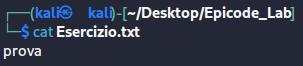 ┌──(kali㉿kali)-[~/Desktop/Epicode_Lab]
└─$ cat Esercizio.txt
prova